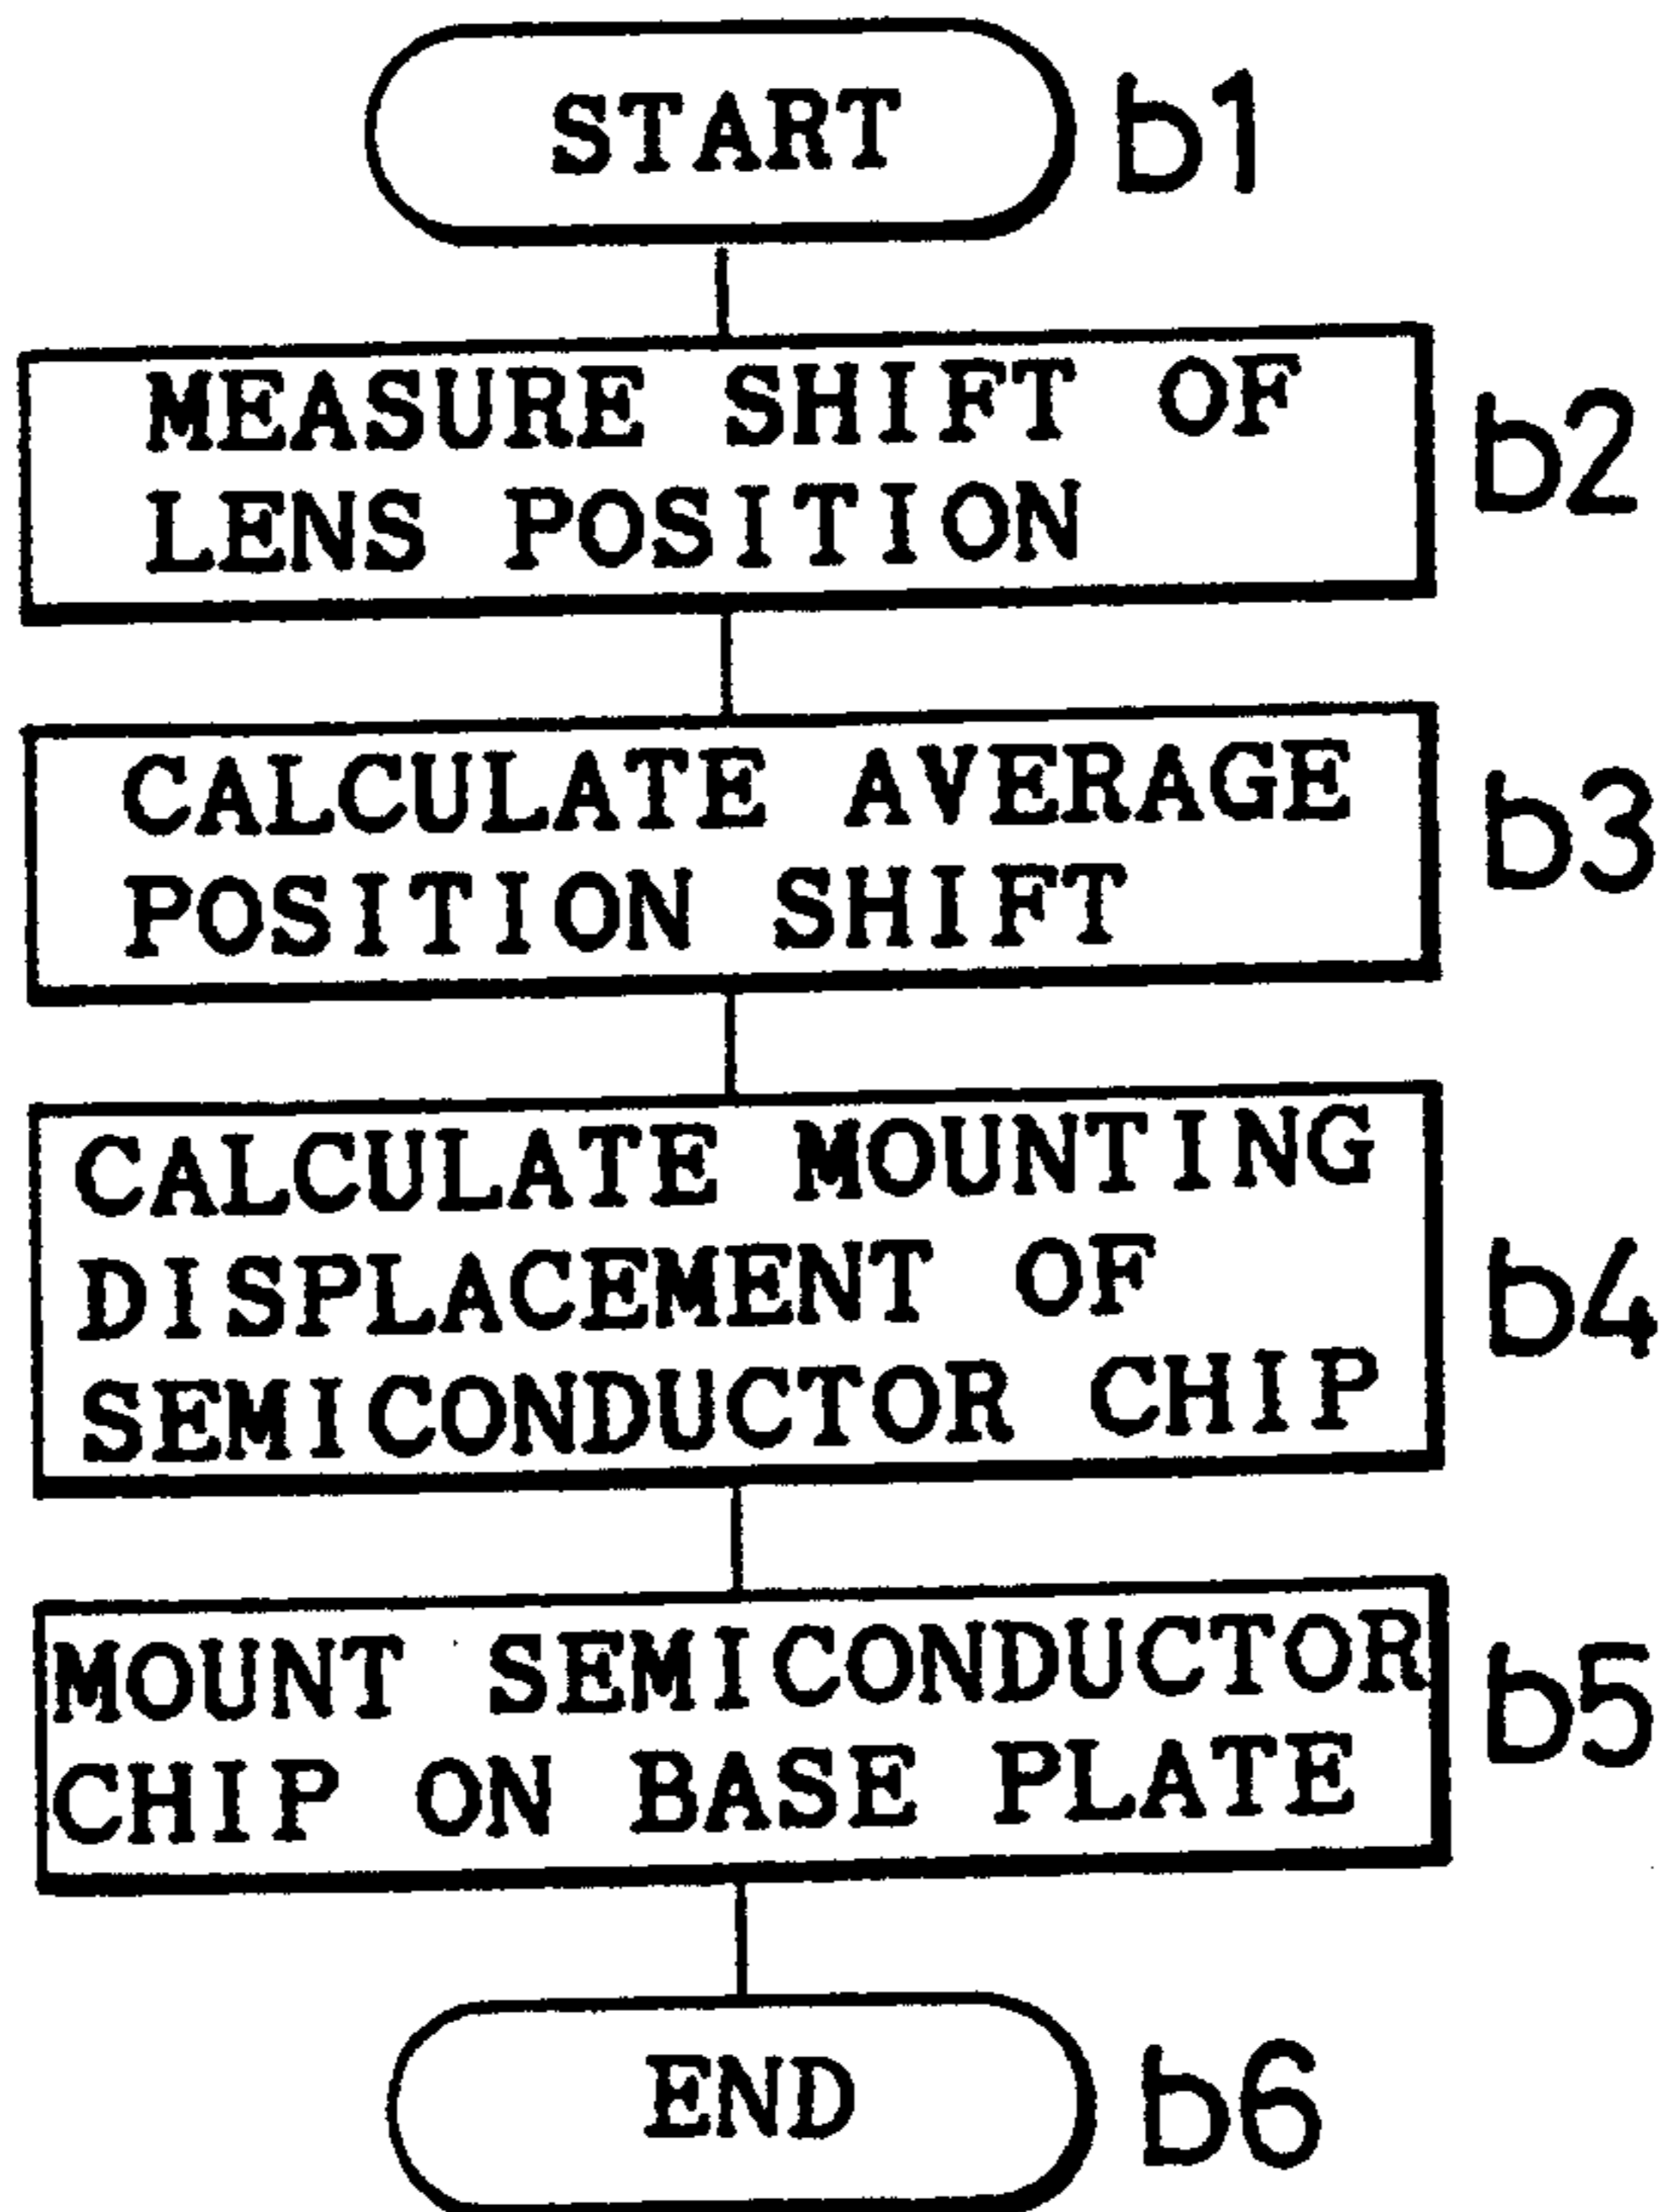 START b1
MEASURE SHIFT OF
LENS POSITION
b2
CALCULATE AVERAGE
POSITION SHIFT
b3
CALCULATE MOUNTING
DISPLACEMENT OF
SEMICONDUCTOR CHIP
b4
MOUNT SEMICONDUCTOR
CHIP ON BASE PLATE
b5
END b6